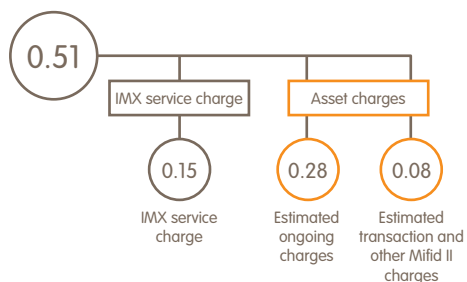 0.51
IMX service charge
Asset charges
0.15
0.28
0.08
IMX service
charge
Estimated
ongoing
charges
Estimated
transaction and
other Mifid II
charges